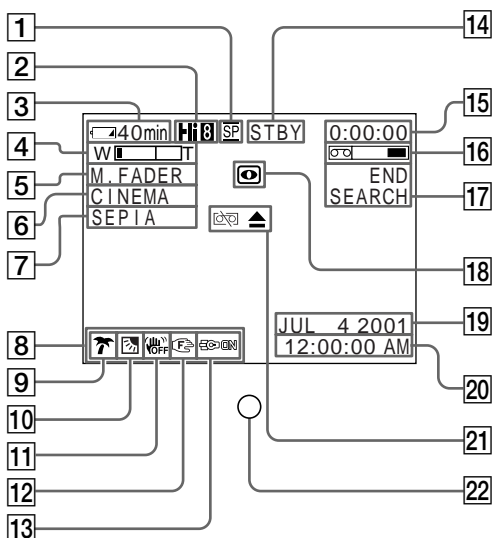 1
2
3
4
5
6
7
8
9
10
11
12
13
14
15
16
17
18
19
20
21
22
40min Hi8 SP STBY 0:00:00
W T
M.FADER END
CINEMA SEARCH
SEPIA
OFF F ON
JUL 4 2001
12:00:00 AM